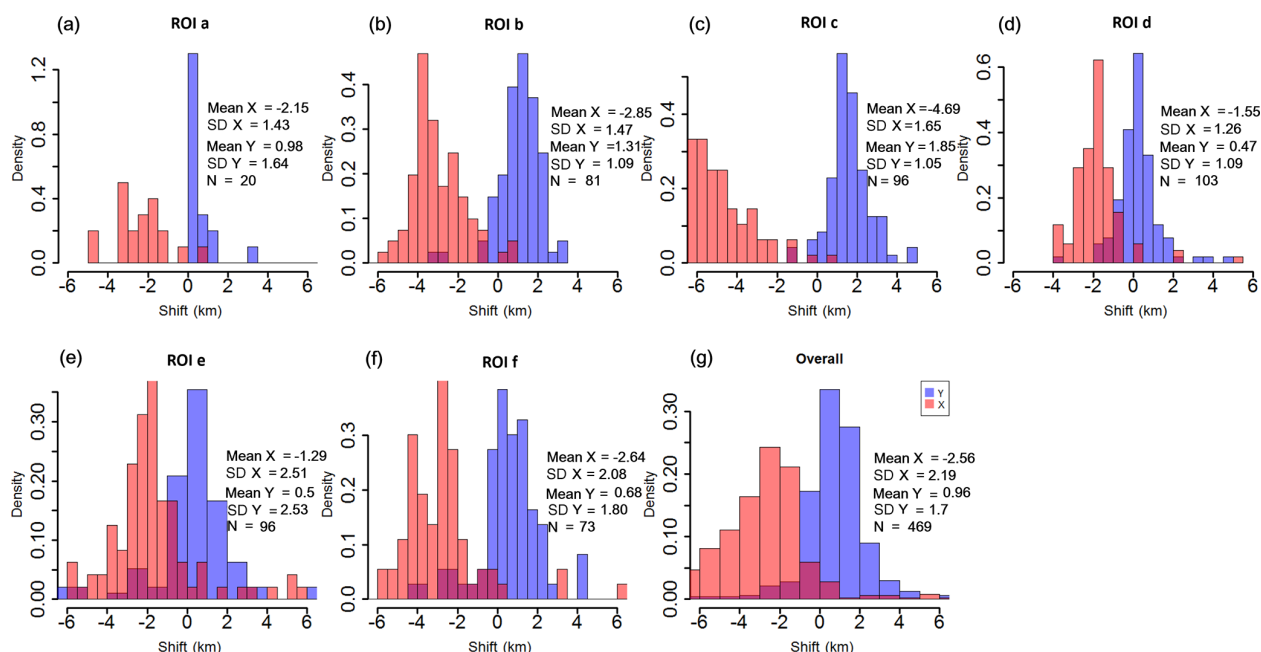 (a)
ROI a
Density
0.0 0.4 0.8 1.2
Mean X = -2.15
SD X = 1.43
Mean Y = 0.98
SD Y = 1.64
N = 20
-6 -4 -2 0 2 4 6
Shift (km)
(b)
ROI b
Density
0.0 0.1 0.2 0.3 0.4
Mean X = -2.85
SD X = 1.47
Mean Y =1.31
SD Y = 1.09
N = 81
-6 -4 -2 0 2 4 6
Shift (km)
(c)
ROI c
Density
0.0 0.2 0.4
Mean X =-4.69
SD X =1.65
Mean Y =1.85
SD Y =1.05
N = 96
-6 -4 -2 0 2 4 6
Shift (km)
(d)
ROI d
Density
0.0 0.2 0.4 0.6
Mean X = -1.55
SD X = 1.26
Mean Y = 0.47
SD Y = 1.09
N = 103
-6 -4 -2 0 2 4 6
Shift (km)
(e)
ROI e
Density
0.00 0.10 0.20 0.30
Mean X = -1.29
SD X = 2.51
Mean Y = 0.5
SD Y = 2.53
N = 96
-6 -4 -2 0 2 4 6
Shift (km)
(f)
ROI f
Density
0.0 0.1 0.2 0.3
Mean X = -2.64
SD X = 2.08
Mean Y = 0.68
SD Y = 1.80
N = 73
-6 -4 -2 0 2 4 6
Shift (km)
(g)
Overall
Y
X
Density
0.00 0.10 0.20 0.30
Mean X = -2.56
SD X = 2.19
Mean Y = 0.96
SD Y = 1.7
N = 469
-6 -4 -2 0 2 4 6
Shift (km)